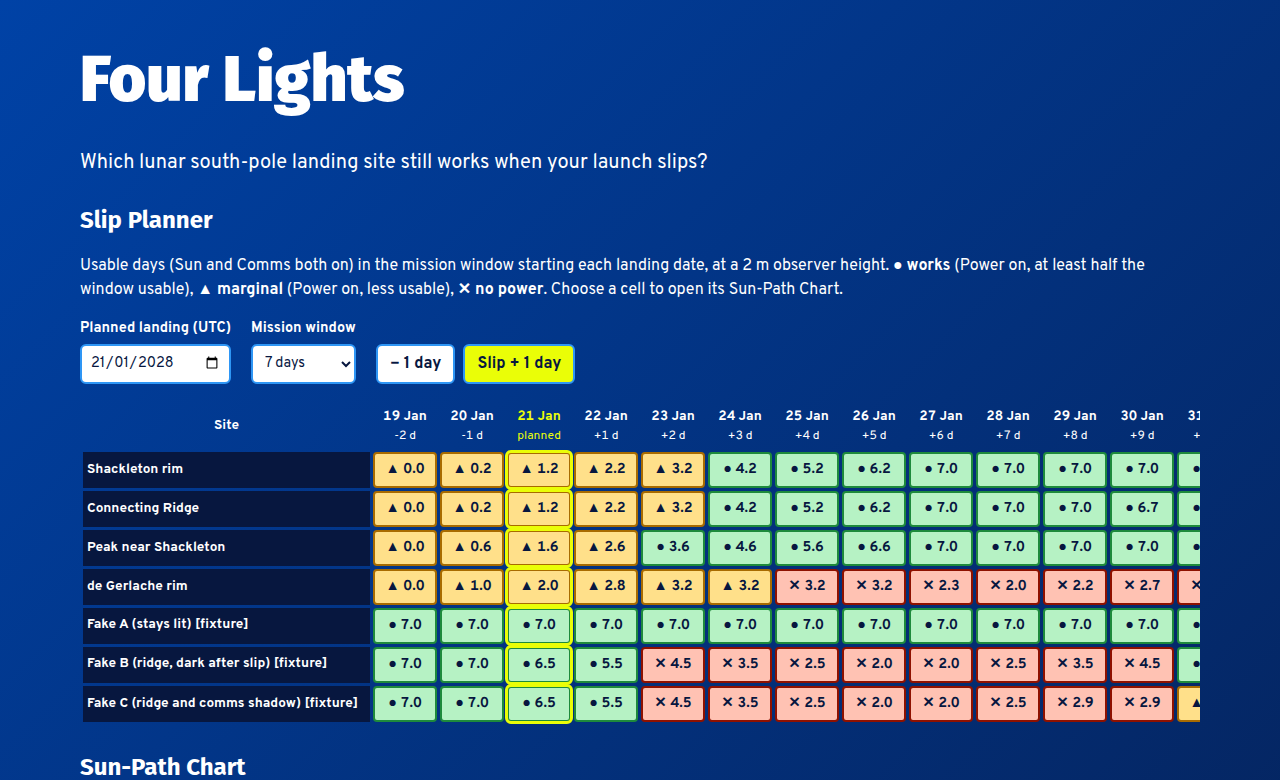 Four Lights
Which lunar south-pole landing site still works when your launch slips?
Slip Planner
Usable days (Sun and Comms both on) in the mission window starting each landing date, at a 2 m observer height. ● works (Power on, at least half the
window usable), ▲ marginal (Power on, less usable), ✕ no power. Choose a cell to open its Sun-Path Chart.
Planned landing (UTC) Mission window
21/01/2028 7 days − 1 day Slip + 1 day
Site 19 Jan 20 Jan 21 Jan 22 Jan 23 Jan 24 Jan 25 Jan 26 Jan 27 Jan 28 Jan 29 Jan 30 Jan 31
-2 d -1 d planned +1 d +2 d +3 d +4 d +5 d +6 d +7 d +8 d +9 d +
Shackleton rim ▲ 0.0 ▲ 0.2 ▲ 1.2 ▲ 2.2 ▲ 3.2 ● 4.2 ● 5.2 ● 6.2 ● 7.0 ● 7.0 ● 7.0 ● 7.0 ●
Connecting Ridge ▲ 0.0 ▲ 0.2 ▲ 1.2 ▲ 2.2 ▲ 3.2 ● 4.2 ● 5.2 ● 6.2 ● 7.0 ● 7.0 ● 7.0 ● 6.7 ●
Peak near Shackleton ▲ 0.0 ▲ 0.6 ▲ 1.6 ▲ 2.6 ● 3.6 ● 4.6 ● 5.6 ● 6.6 ● 7.0 ● 7.0 ● 7.0 ● 7.0 ●
de Gerlache rim ▲ 0.0 ▲ 1.0 ▲ 2.0 ▲ 2.8 ▲ 3.2 ▲ 3.2 ✕ 3.2 ✕ 3.2 ✕ 2.3 ✕ 2.0 ✕ 2.2 ✕ 2.7 ✕
Fake A (stays lit) [fixture] ● 7.0 ● 7.0 ● 7.0 ● 7.0 ● 7.0 ● 7.0 ● 7.0 ● 7.0 ● 7.0 ● 7.0 ● 7.0 ● 7.0 ●
Fake B (ridge, dark after slip) [fixture] ● 7.0 ● 7.0 ● 6.5 ● 5.5 ✕ 4.5 ✕ 3.5 ✕ 2.5 ✕ 2.0 ✕ 2.0 ✕ 2.5 ✕ 3.5 ✕ 4.5 ●
Fake C (ridge and comms shadow) [fixture] ● 7.0 ● 7.0 ● 6.5 ● 5.5 ✕ 4.5 ✕ 3.5 ✕ 2.5 ✕ 2.0 ✕ 2.0 ✕ 2.5 ✕ 2.9 ✕ 2.9 ▲
Sun-Path Chart